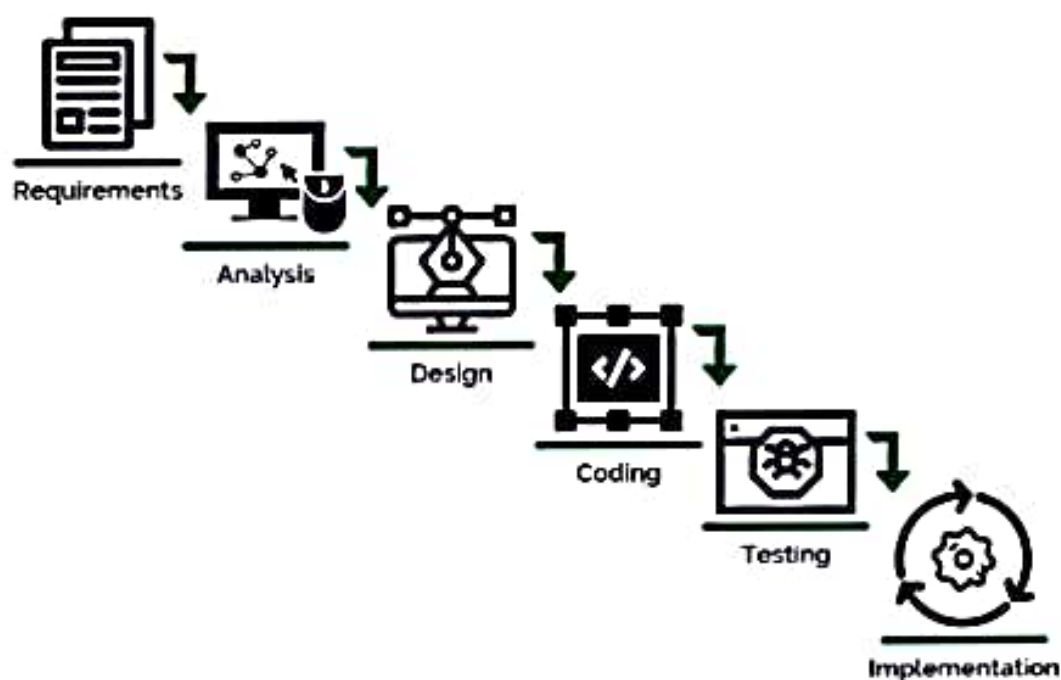 Requirements
Analysis
Design
</>
Coding
Testing
Implementation